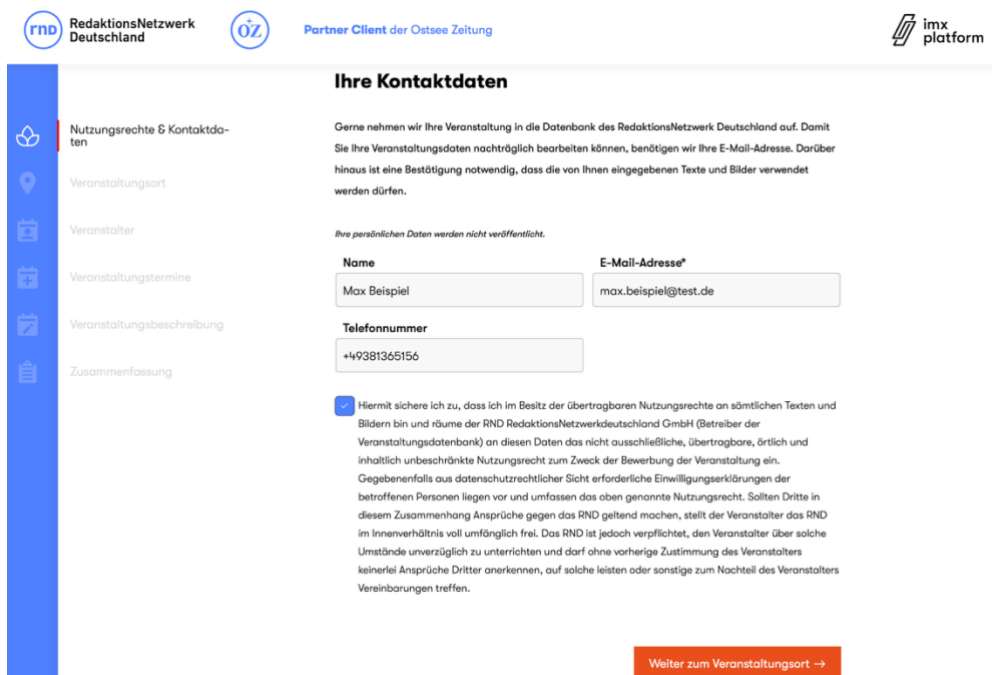 rnd RedaktionsNetzwerk
Deutschland
OZ
Partner Client der Ostsee Zeitung
imx
platform
Nutzungsrechte & Kontaktda-
ten
Veranstaltungsort
Veranstalter
Veranstaltungstermine
Veranstaltungsbeschreibung
Zusammenfassung
Ihre Kontaktdaten
Gerne nehmen wir Ihre Veranstaltung in die Datenbank des RedaktionsNetzwerk Deutschland auf. Damit
Sie Ihre Veranstaltungsdaten nachträglich bearbeiten können, benötigen wir Ihre E-Mail-Adresse. Darüber
hinaus ist eine Bestätigung notwendig, dass die von Ihnen eingegebenen Texte und Bilder verwendet
werden dürfen.
Ihre persönlichen Daten werden nicht veröffentlicht.
Name
E-Mail-Adresse*
Max Beispiel
max.beispiel@test.de
Telefonnummer
+49381365156
Hiermit sichere ich zu, dass ich im Besitz der übertragbaren Nutzungsrechte an sämtlichen Texten und
Bildern bin und räume der RND RedaktionsNetzwerkdeutschland GmbH (Betreiber der
Veranstaltungsdatenbank) an diesen Daten das nicht ausschließliche, übertragbare, örtlich und
inhaltlich unbeschränkte Nutzungsrecht zum Zweck der Bewerbung der Veranstaltung ein.
Gegebenenfalls aus datenschutzrechtlicher Sicht erforderliche Einwilligungserklärungen der
betroffenen Personen liegen vor und umfassen das oben genannte Nutzungsrecht. Sollten Dritte in
diesem Zusammenhang Ansprüche gegen das RND geltend machen, stellt der Veranstalter das RND
im Innenverhältnis voll umfänglich frei. Das RND ist jedoch verpflichtet, den Veranstalter über solche
Umstände unverzüglich zu unterrichten und darf ohne vorherige Zustimmung des Veranstalters
keinerlei Ansprüche Dritter anerkennen, auf solche leisten oder sonstige zum Nachteil des Veranstalters
Vereinbarungen treffen.
Weiter zum Veranstaltungsort →